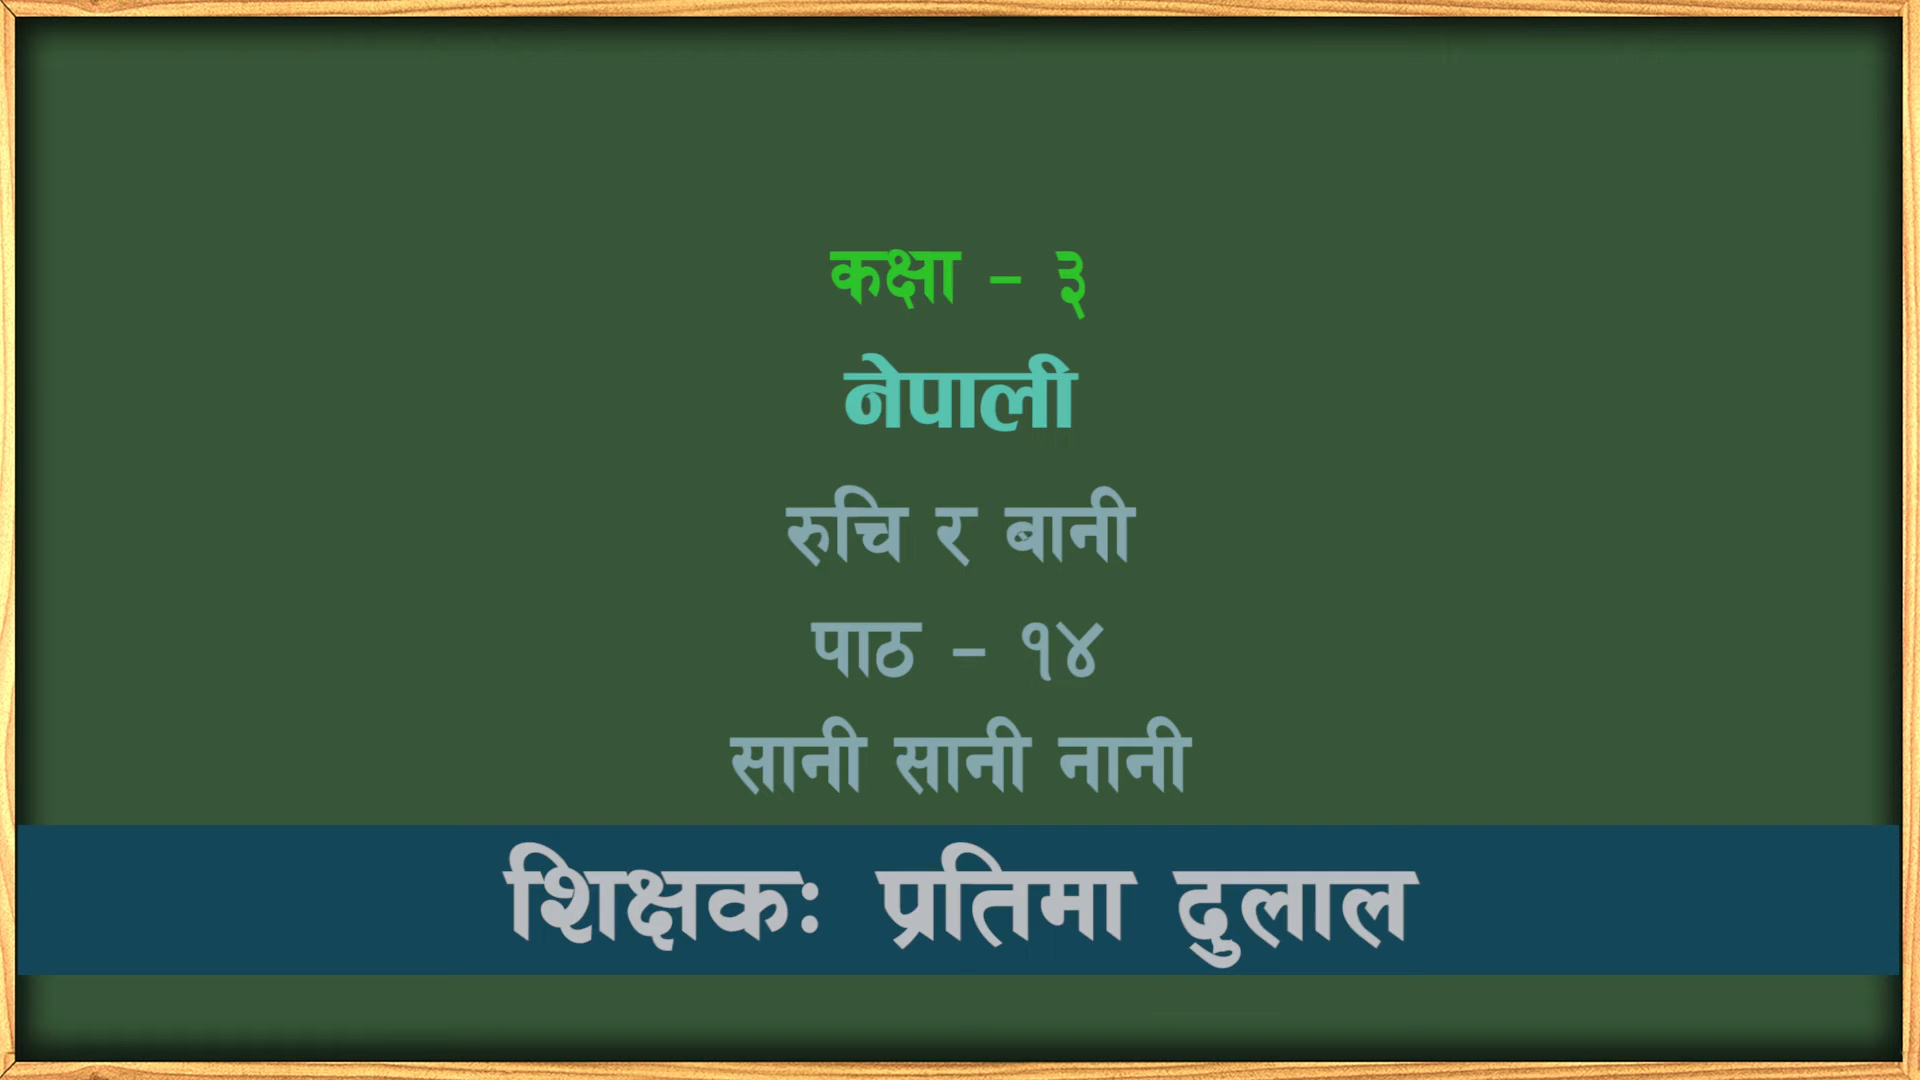 कक्षा – ३
नेपाली
रुचि र बानी
पाठ – १४
सानी सानी नानी
शिक्षकः प्रतिमा दुलाल